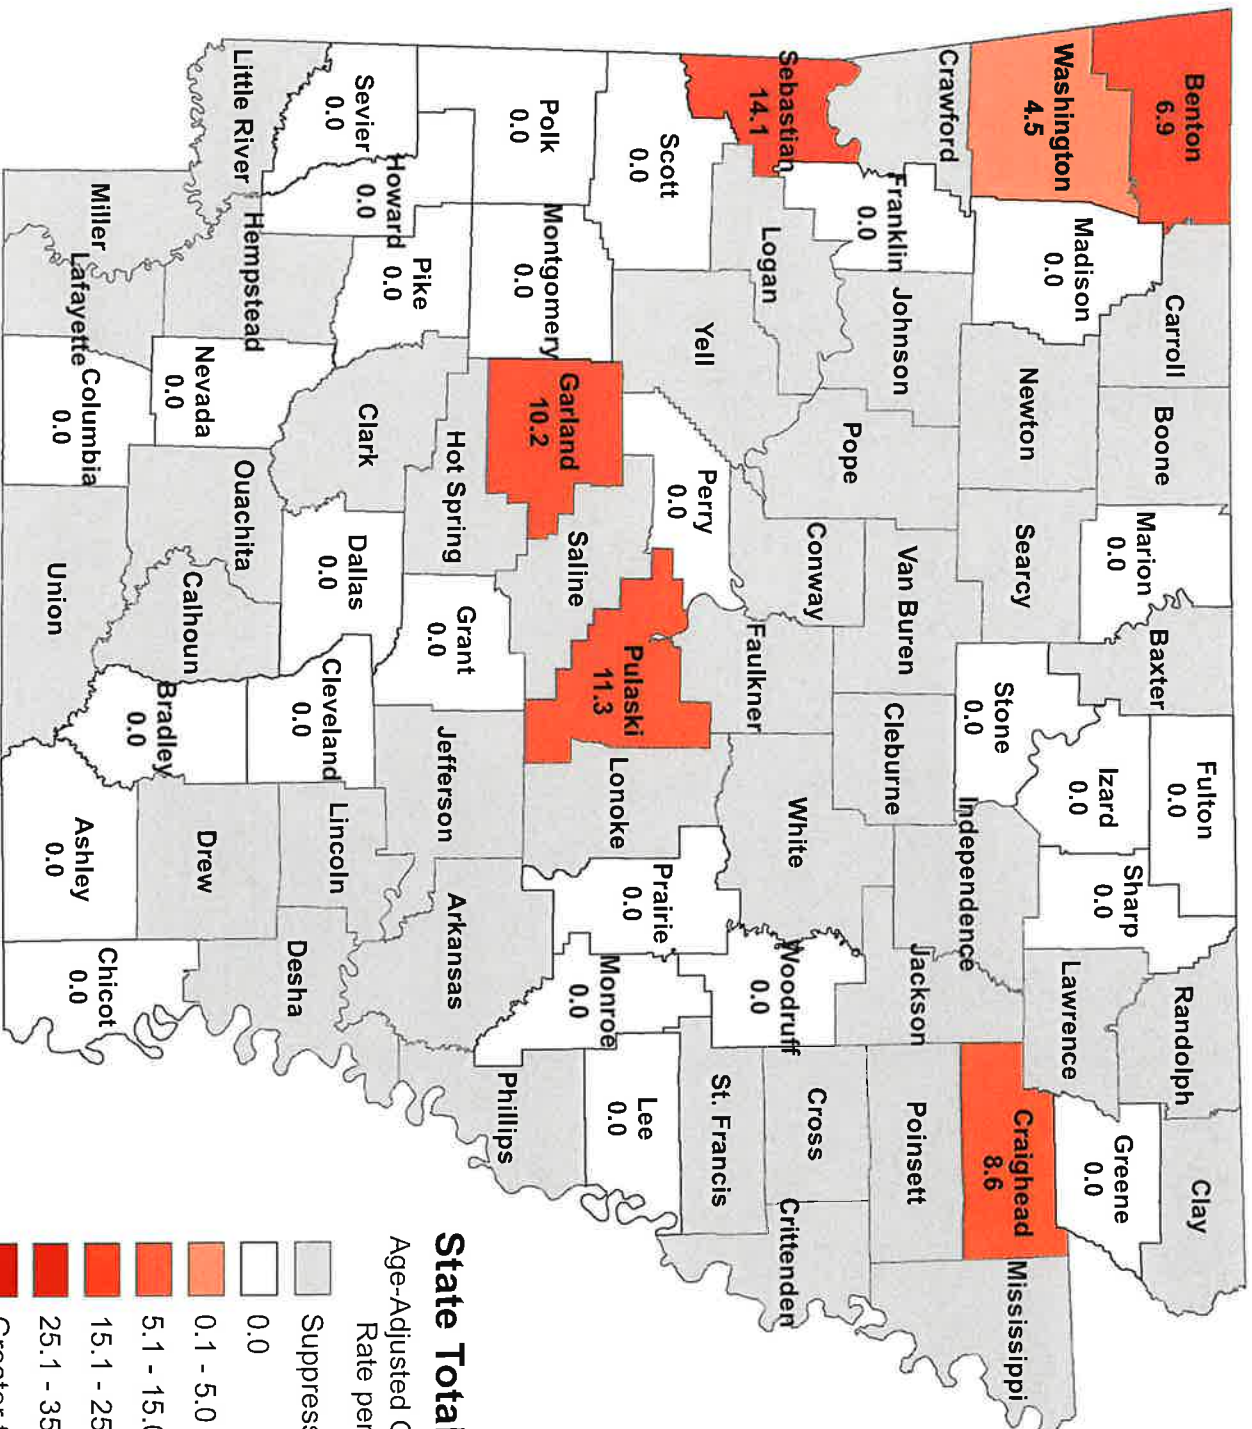 Benton
6.9
Washington
4.5
Crawford
Sebastian
14.1
Scott
0.0
Polk
0.0
Sevier
0.0
Little River
Carroll
Madison
0.0
Franklin
0.0
Johnson
Logan
Yell
Montgomery
0.0
Howard
0.0
Pike
0.0
Hempstead
Miller
Lafayette
Boone
Newton
Pope
Perry
0.0
Garland
10.2
Hot Spring
Clark
Nevada
0.0
Columbia
0.0
Marion
0.0
Searcy
Van Buren
Conway
Saline
Grant
0.0
Dallas
0.0
Ouachita
Calhoun
Union
Baxter
Stone
0.0
Cleburne
Faulkner
Pulaski
11.3
Jefferson
Cleveland
0.0
Bradley
0.0
Fulton
0.0
Izard
0.0
Sharp
0.0
Independence
White
Lonoke
Prairie
0.0
Lincoln
Drew
Ashley
0.0
Randolph
Lawrence
Jackson
Woodruff
0.0
Monroe
0.0
Arkansas
Desha
Chicot
0.0
Clay
Greene
0.0
Craighead
8.6
Poinsett
Cross
St. Francis
Lee
0.0
Phillips
Mississippi
Crittenden
State Total
Age-Adjusted
Rate per
Suppress
0.0
0.1 - 5.0
5.1 - 15.0
15.1 - 25
25.1 - 35